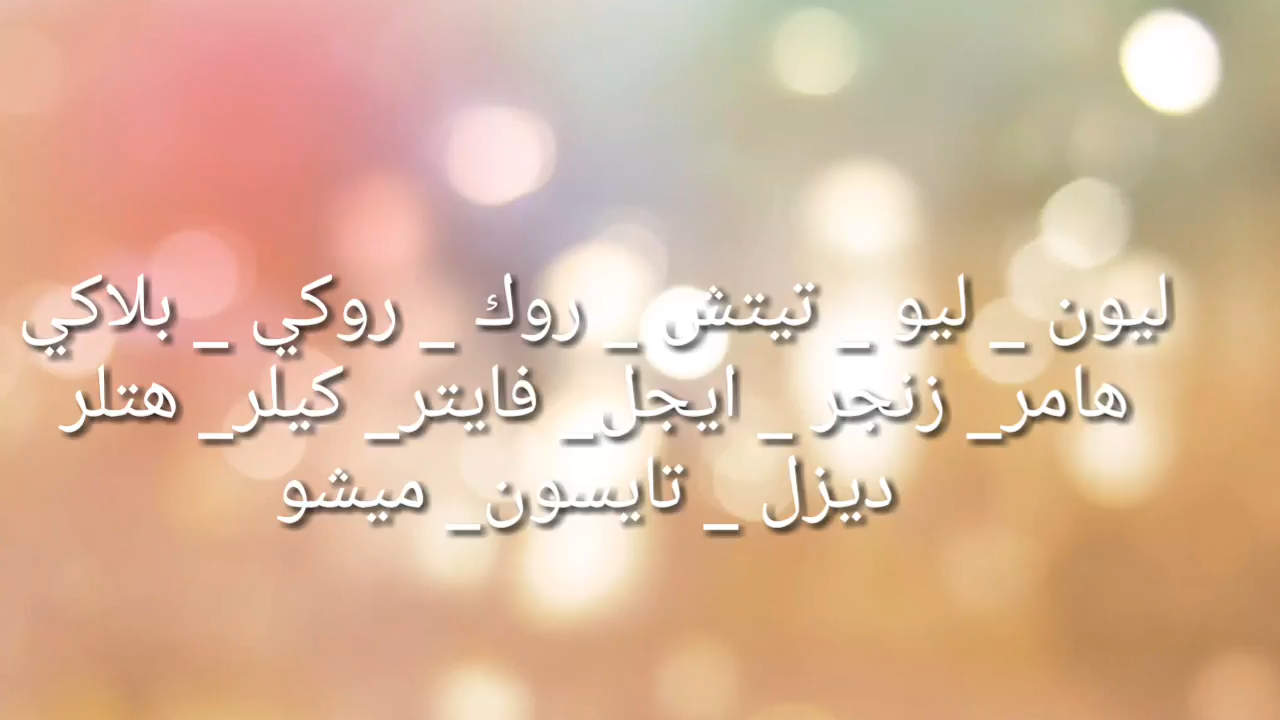 ليون _ ليو _ تيتش _ روك _ روكي _ بلاكي
هامر_ زنجر _ ايجل_ فايتر_ كيلر_ هتلر
ديزل _ تايسون_ ميشو